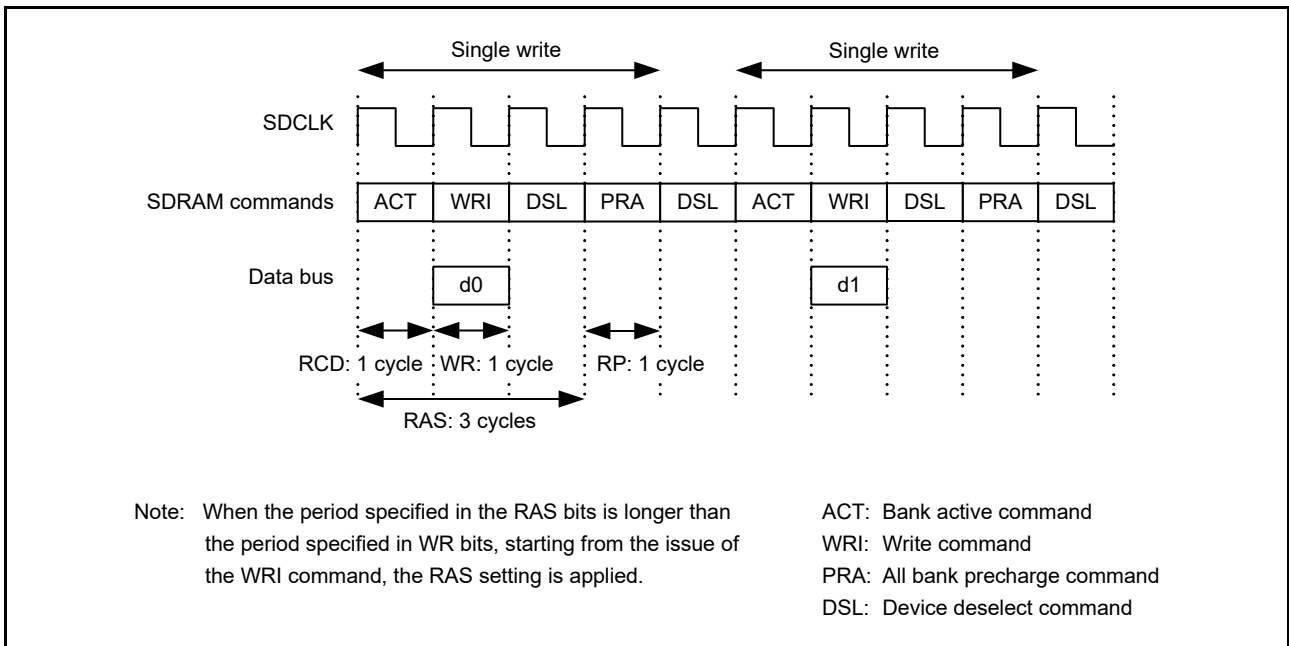 Single write Single write
SDCLK
SDRAM commands ACT WRI DSL PRA DSL ACT WRI DSL PRA DSL
Data bus d0 d1
RCD: 1 cycle WR: 1 cycle RP: 1 cycle
RAS: 3 cycles
Note: When the period specified in the RAS bits is longer than
the period specified in WR bits, starting from the issue of
the WRI command, the RAS setting is applied.
ACT: Bank active command
WRI: Write command
PRA: All bank precharge command
DSL: Device deselect command